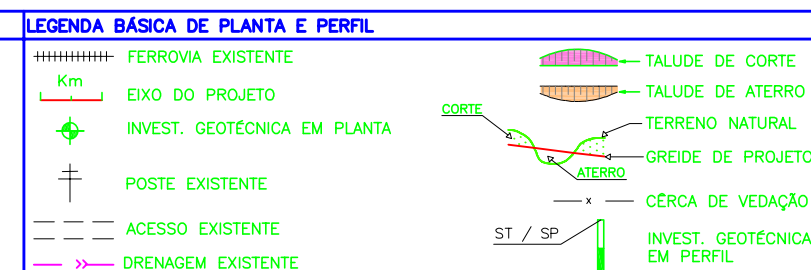 LEGENDA BÁSICA DE PLANTA E PERFIL
FERROVIA EXISTENTE
Km
EIXO DO PROJETO
INVEST. GEOTÉCNICA EM PLANTA
POSTE EXISTENTE
ACESSO EXISTENTE
DRENAGEM EXISTENTE
TALUDE DE CORTE
TALUDE DE ATERRO
CORTE
TERRENO NATURAL
GREIDE DE PROJETO
ATERRO
x
CÊRCA DE VEDAÇÃO
ST / SP
INVEST. GEOTÉCNICA
EM PERFIL